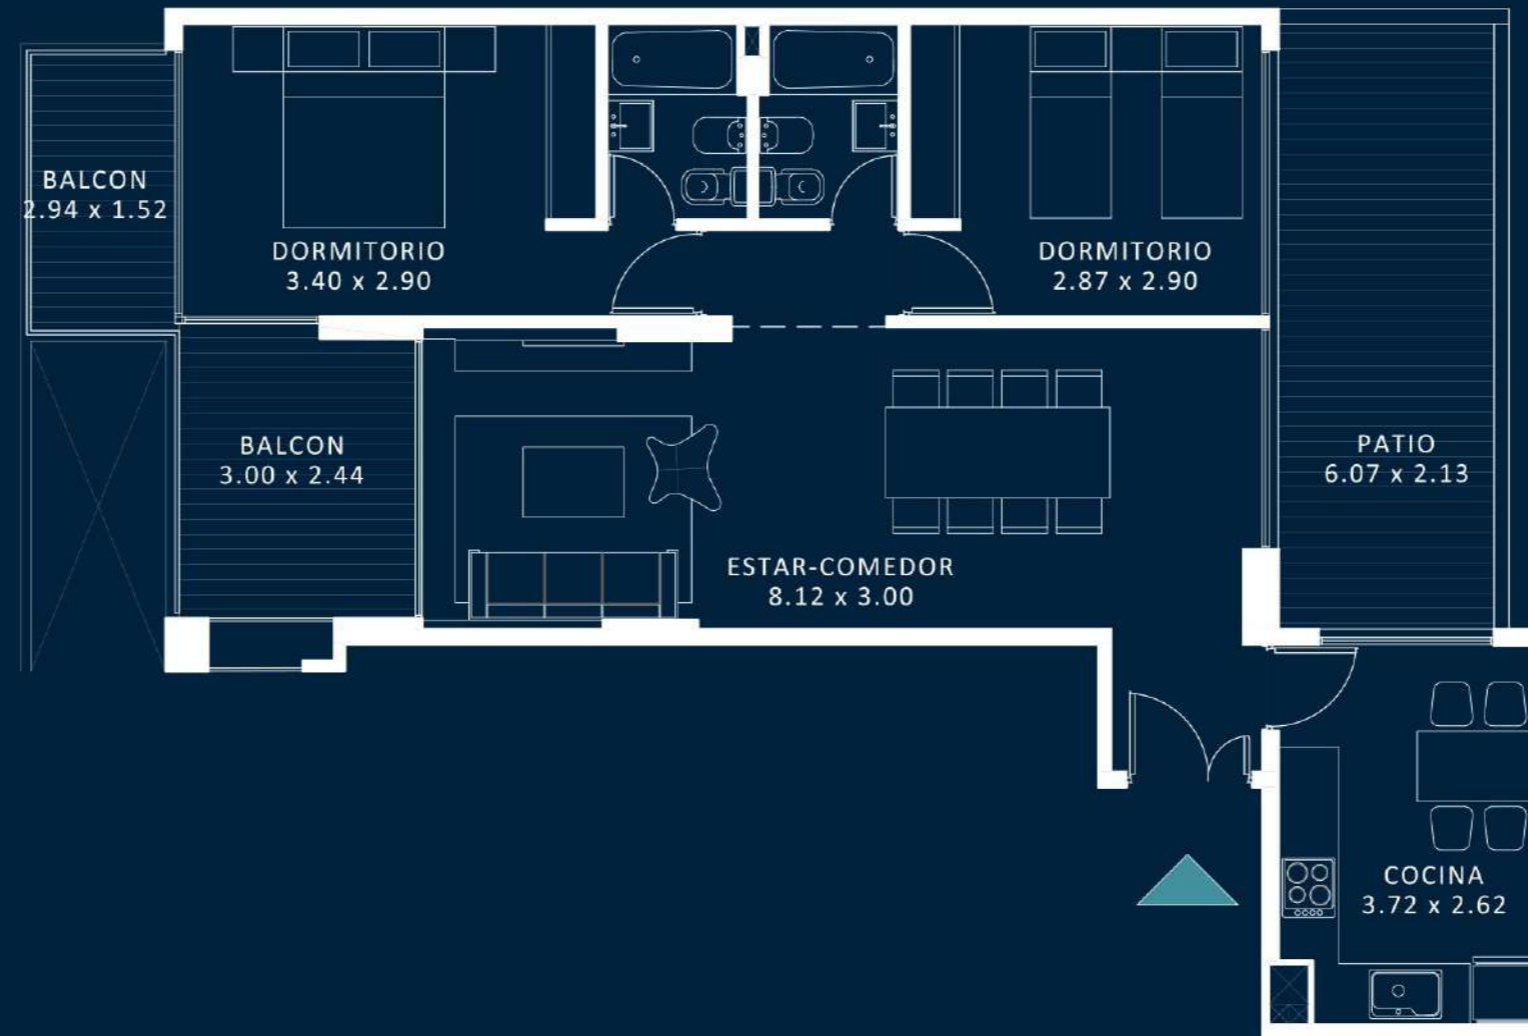 BALCON
2.94 x 1.52
DORMITORIO
3.40 x 2.90
DORMITORIO
2.87 x 2.90
BALCON
3.00 x 2.44
PATIO
6.07 x 2.13
ESTAR-COMEDOR
8.12 x 3.00
COCINA
3.72 x 2.62